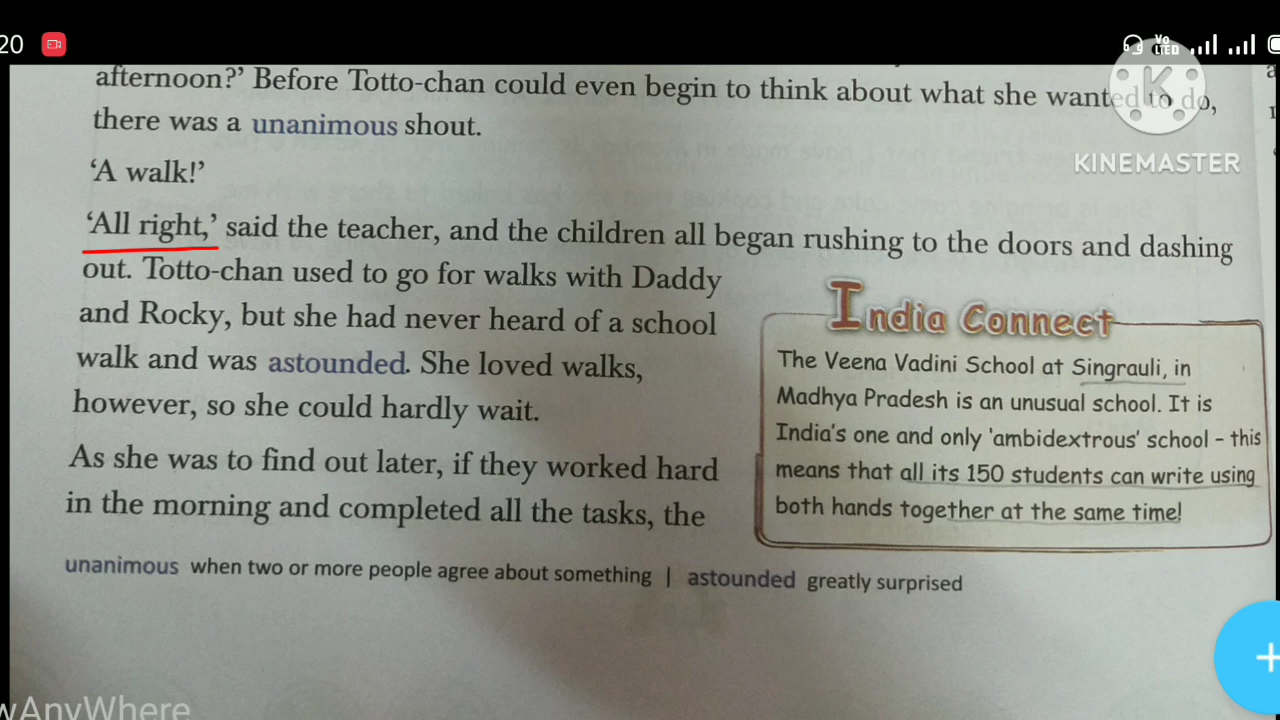 20
Vo
LTED
KINEMASTER
afternoon?’ Before Totto-chan could even begin to think about what she wanted to do,
there was a unanimous shout.
‘A walk!’
‘All right,’ said the teacher, and the children all began rushing to the doors and dashing
out. Totto-chan used to go for walks with Daddy
and Rocky, but she had never heard of a school
walk and was astounded. She loved walks,
however, so she could hardly wait.
As she was to find out later, if they worked hard
in the morning and completed all the tasks, the
India Connect
The Veena Vadini School at Singrauli, in
Madhya Pradesh is an unusual school. It is
India's one and only 'ambidextrous' school - this
means that all its 150 students can write using
both hands together at the same time!
unanimous when two or more people agree about something | astounded greatly surprised
wAnyWhere